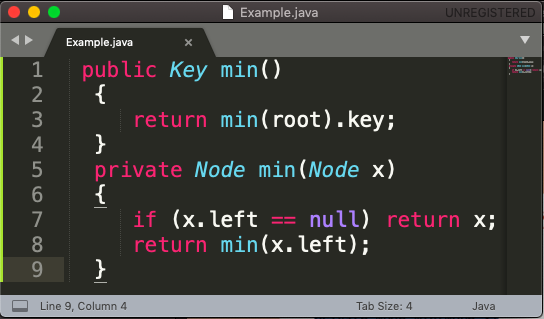 Example.java
UNREGISTERED
Example.java ×
1 public Key min()
2 {
3 return min(root).key;
4 }
5 private Node min(Node x)
6 {
7 if (x.left == null) return x;
8 return min(x.left);
9 }
Line 9, Column 4
Tab Size: 4
Java